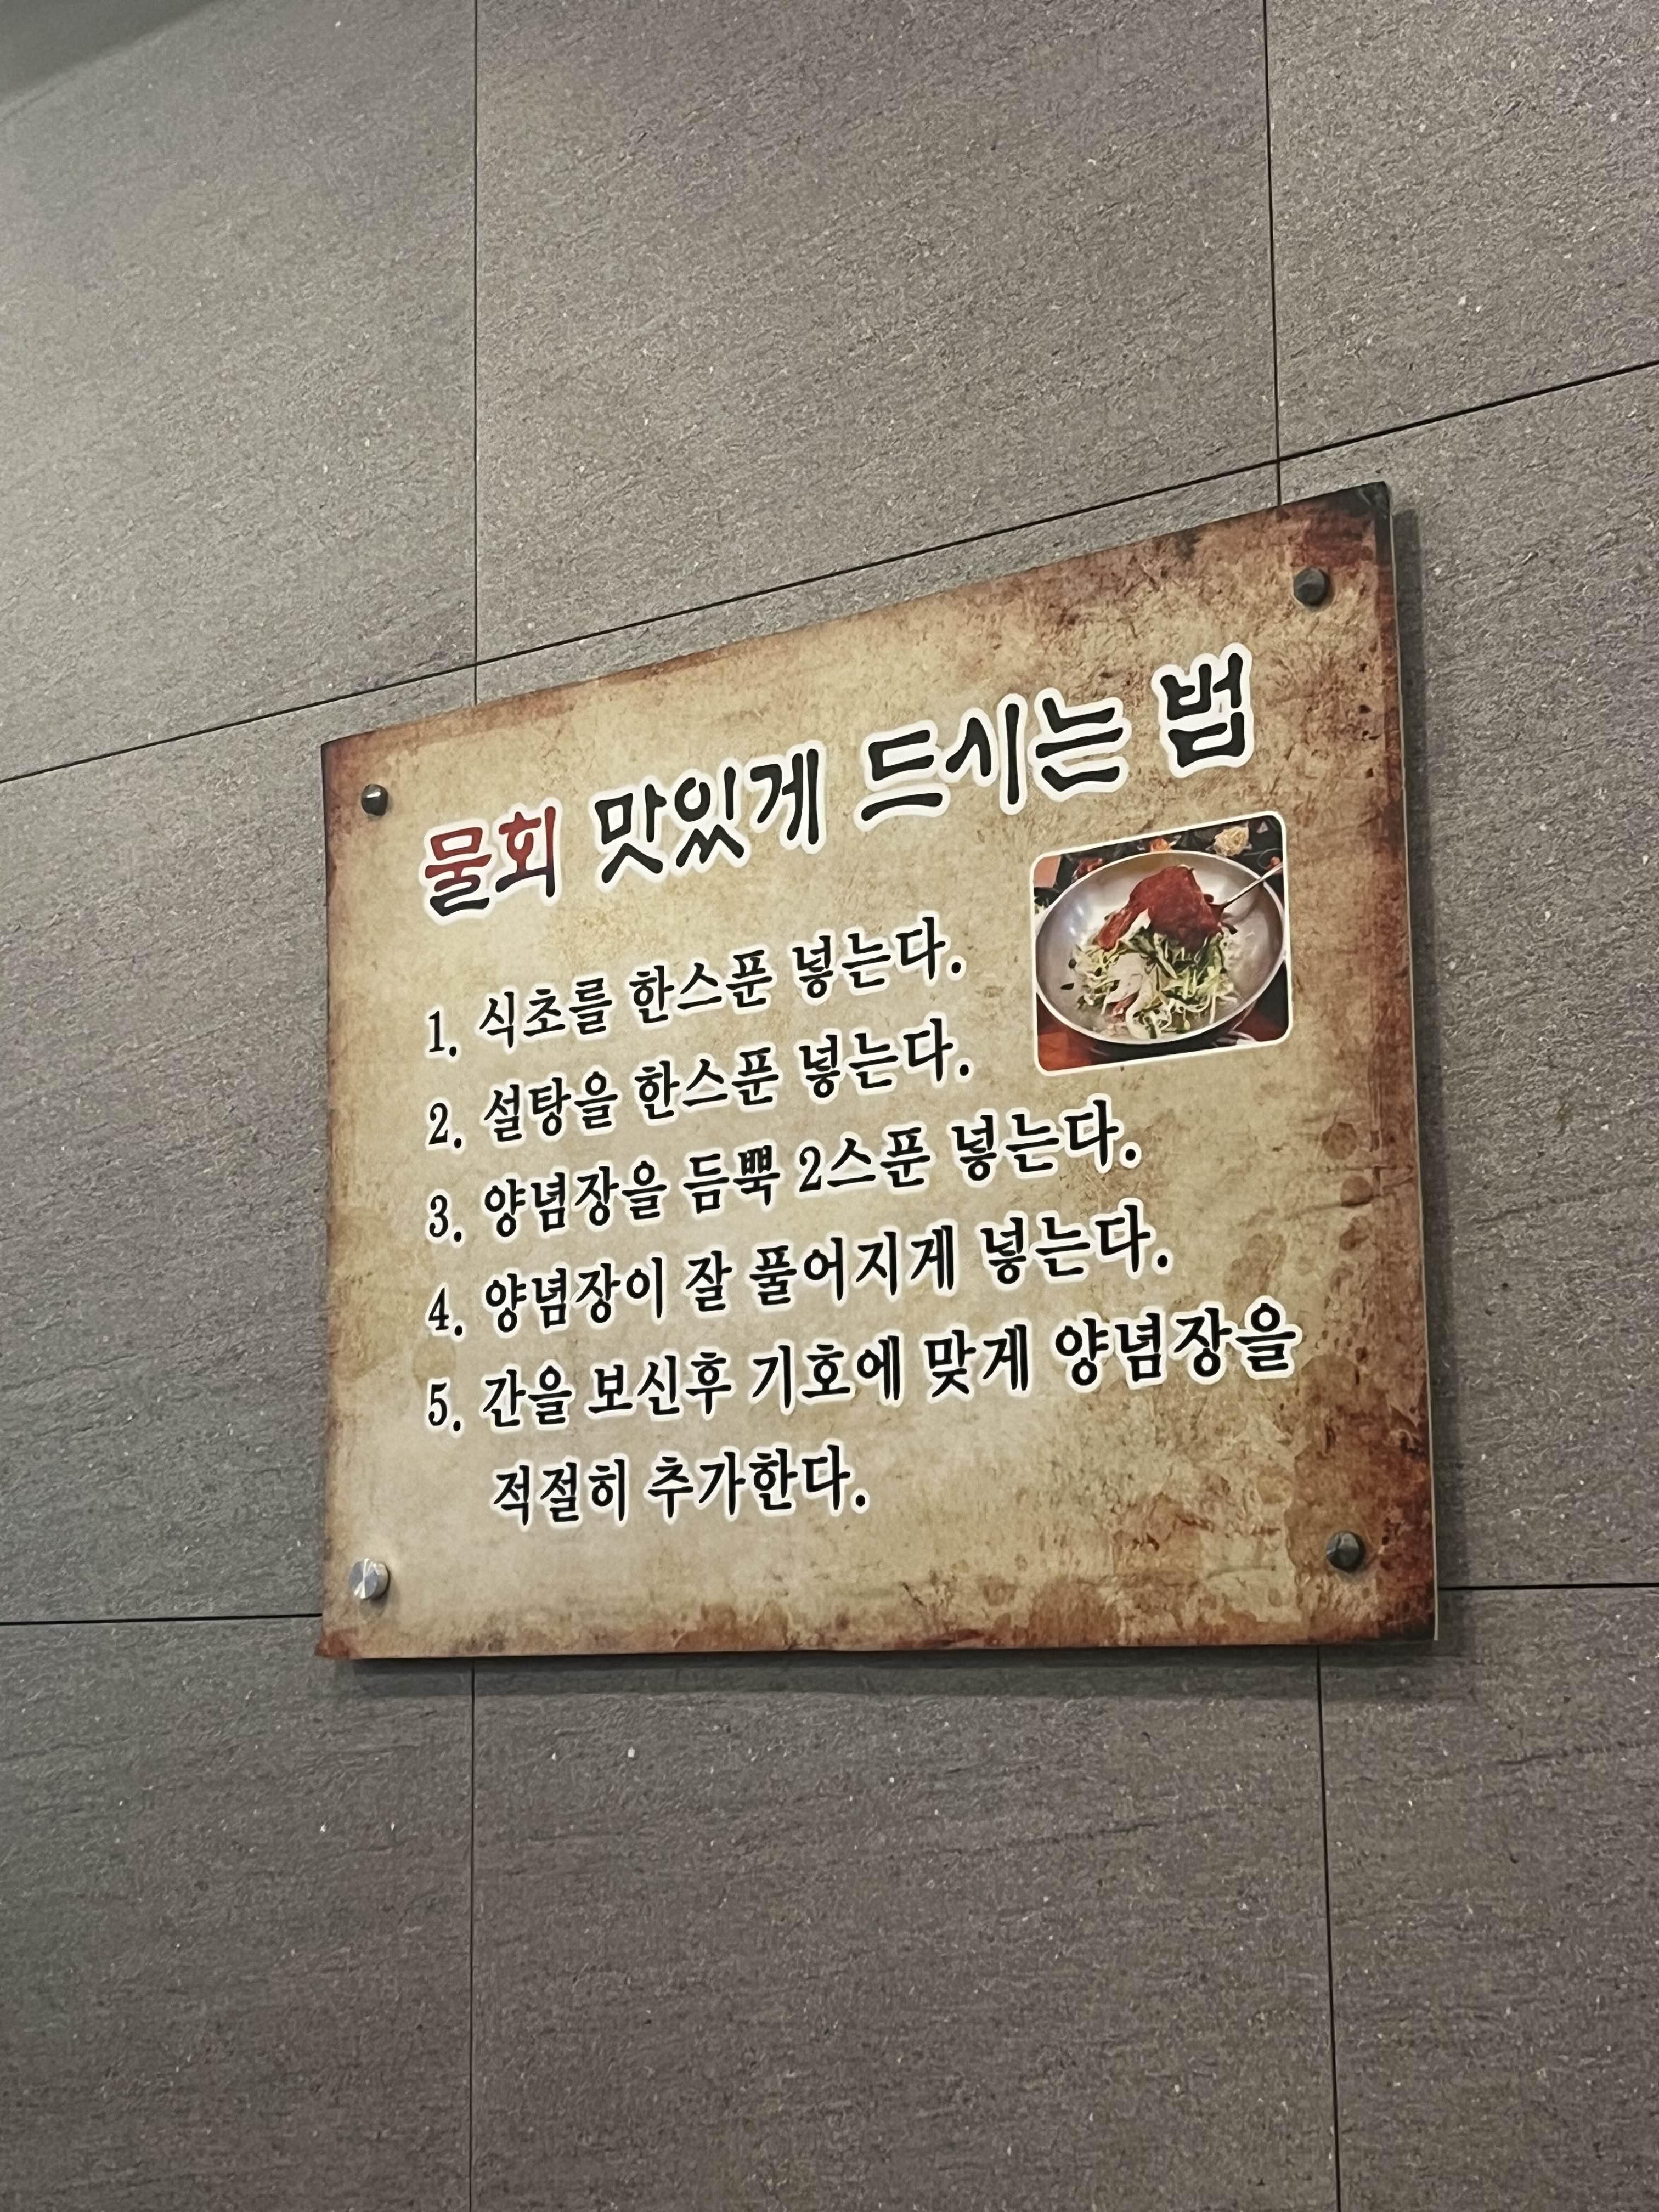 물회 맛있게 드시는 법
1. 식초를 한스푼 넣는다.
2. 설탕을 한스푼 넣는다.
3. 양념장을 듬뿍 2스푼 넣는다.
4. 양념장이 잘 풀어지게 넣는다.
5. 간을 보신후 기호에 맞게 양념장을
적절히 추가한다.